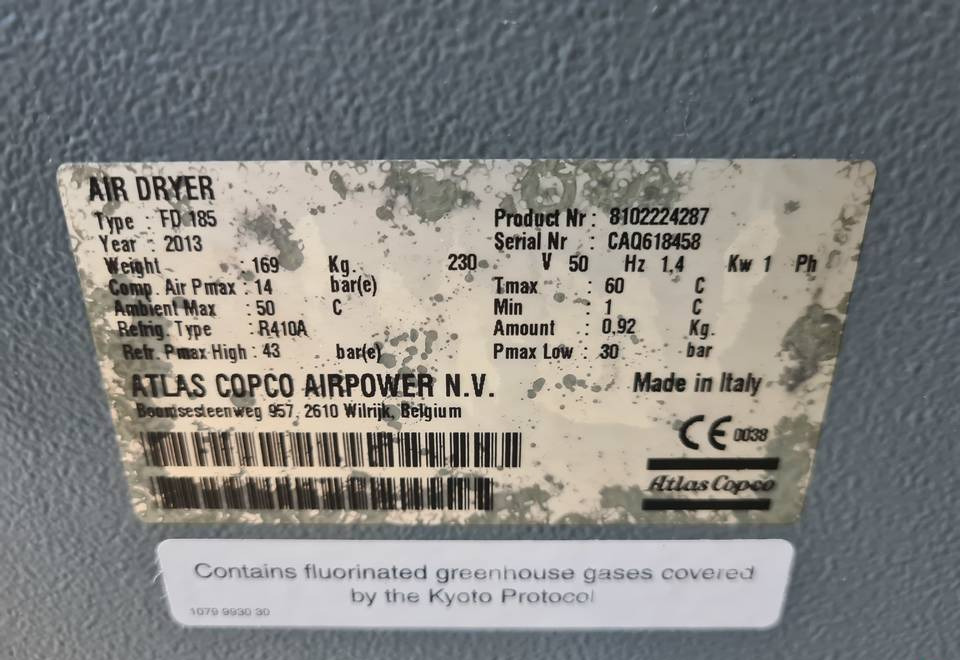 AIR DRYER
Type : FD 185 Product Nr : 8102224287
Year : 2013 Serial Nr : CAQ618458
Weight : 169 Kg. 230 V 50 Hz 1,4 Kw 1 Ph
Comp. Air Pmax : 14 bar(e) Tmax : 60 C
Ambient Max : 50 C Min : 1 C
Refrig. Type : R410A Amount : 0,92 Kg.
Refr. Pmax High : 43 bar(e) Pmax Low : 30 bar
ATLAS COPCO AIRPOWER N.V. Made in Italy
Boomsesteenweg 957, 2610 Wilrijk, Belgium
CE 0038
Atlas Copco
Contains fluorinated greenhouse gases covered
by the Kyoto Protocol
1079 9930 30